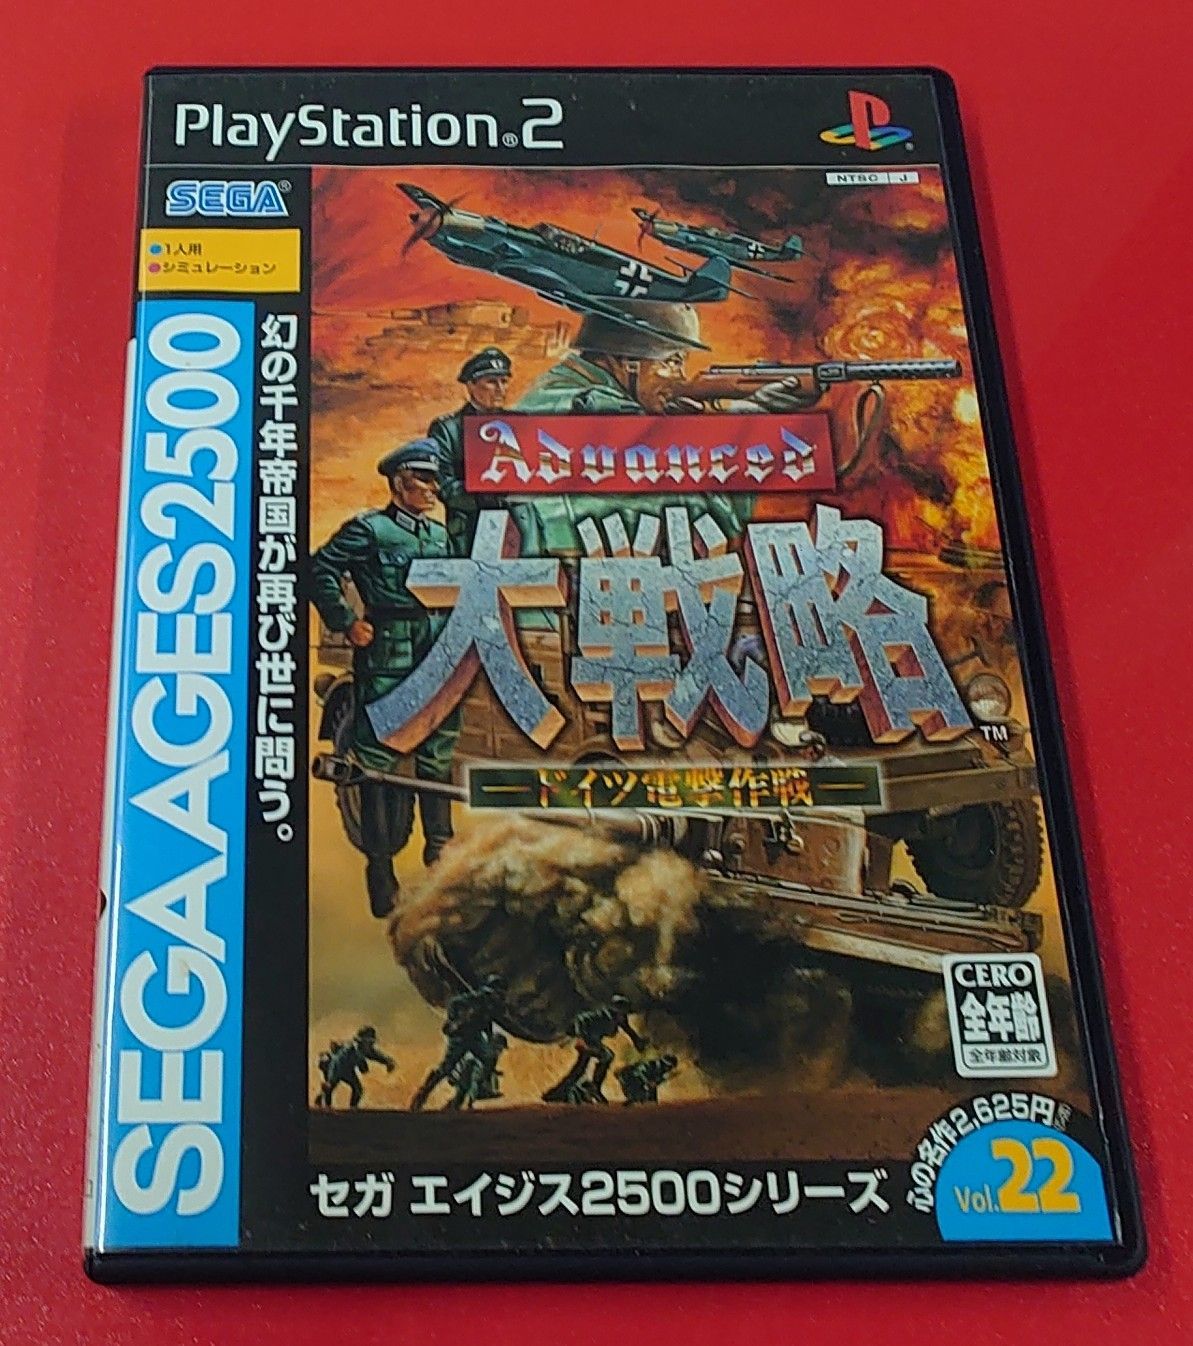 PlayStation®2
NTSC J
SEGA®
●1人用
●シミュレーション
SEGA AGES2500
幻の千年帝国が再び世に問う。
Advanced
大戦略™
ードイツ電撃作戦ー
CERO
全年齢
全年齢対象
心の名作2,625円
Vol.22
セガ エイジス2500シリーズ